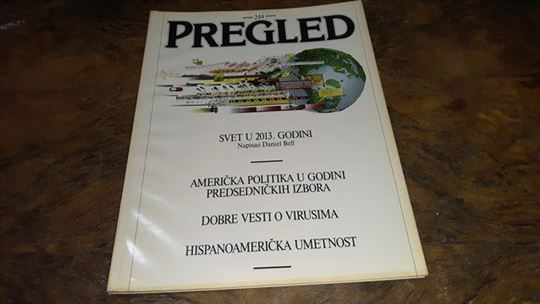 244
PREGLED
SVET U 2013. GODINI
Napisao Daniel Bell
AMERIČKA POLITIKA U GODINI
PREDSEDNIČKIH IZBORA
DOBRE VESTI O VIRUSIMA
HISPANOAMERIČKA UMETNOST